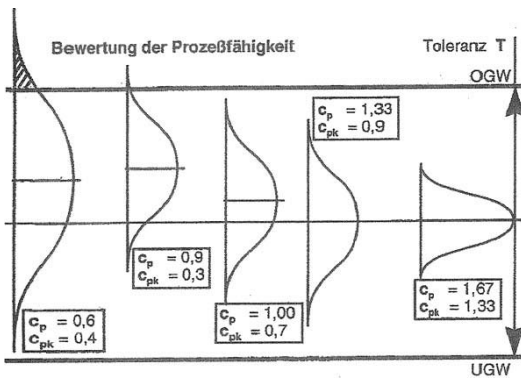 Bewertung der Prozeßfähigkeit
Toleranz T
OGW
cp = 1,33
cpk = 0,9
cp = 0,9
cpk = 0,3
cp = 1,67
cpk = 1,33
cp = 1,00
cpk = 0,7
cp = 0,6
cpk = 0,4
UGW